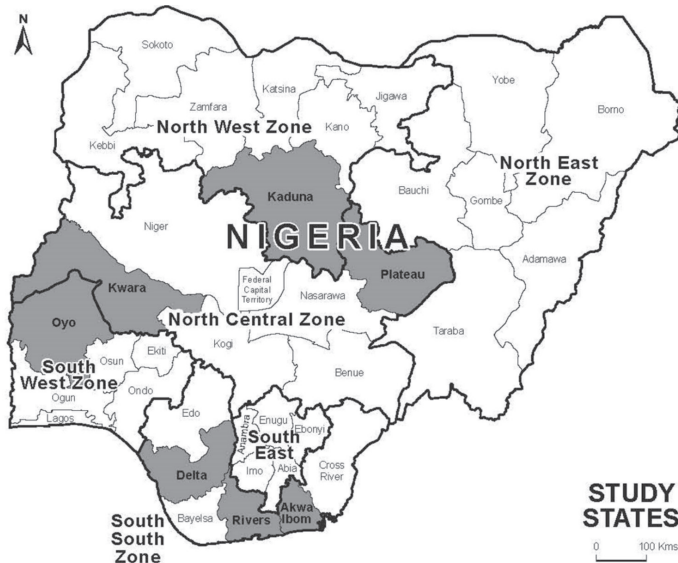 N
Sokoto
Katsina
Jigawa
Yobe
Borno
Zamfara
Kano
North West Zone
Kebbi
North East
Zone
Kaduna
Bauchi
Gombe
Niger
NIGERIA
Adamawa
Plateau
Federal
Capital
Territory
Nasarawa
Kwara
Oyo
North Central Zone
Taraba
Kogi
Osun
Ekiti
South
West Zone
Benue
Ogun
Ondo
Lagos
Edo
Anambra
Enugu
Ebonyi
South
East
Imo
Abia
Cross
River
Delta
Bayelsa
Rivers
Akwa
Ibom
South
South
Zone
STUDY
STATES
0 100 Kms